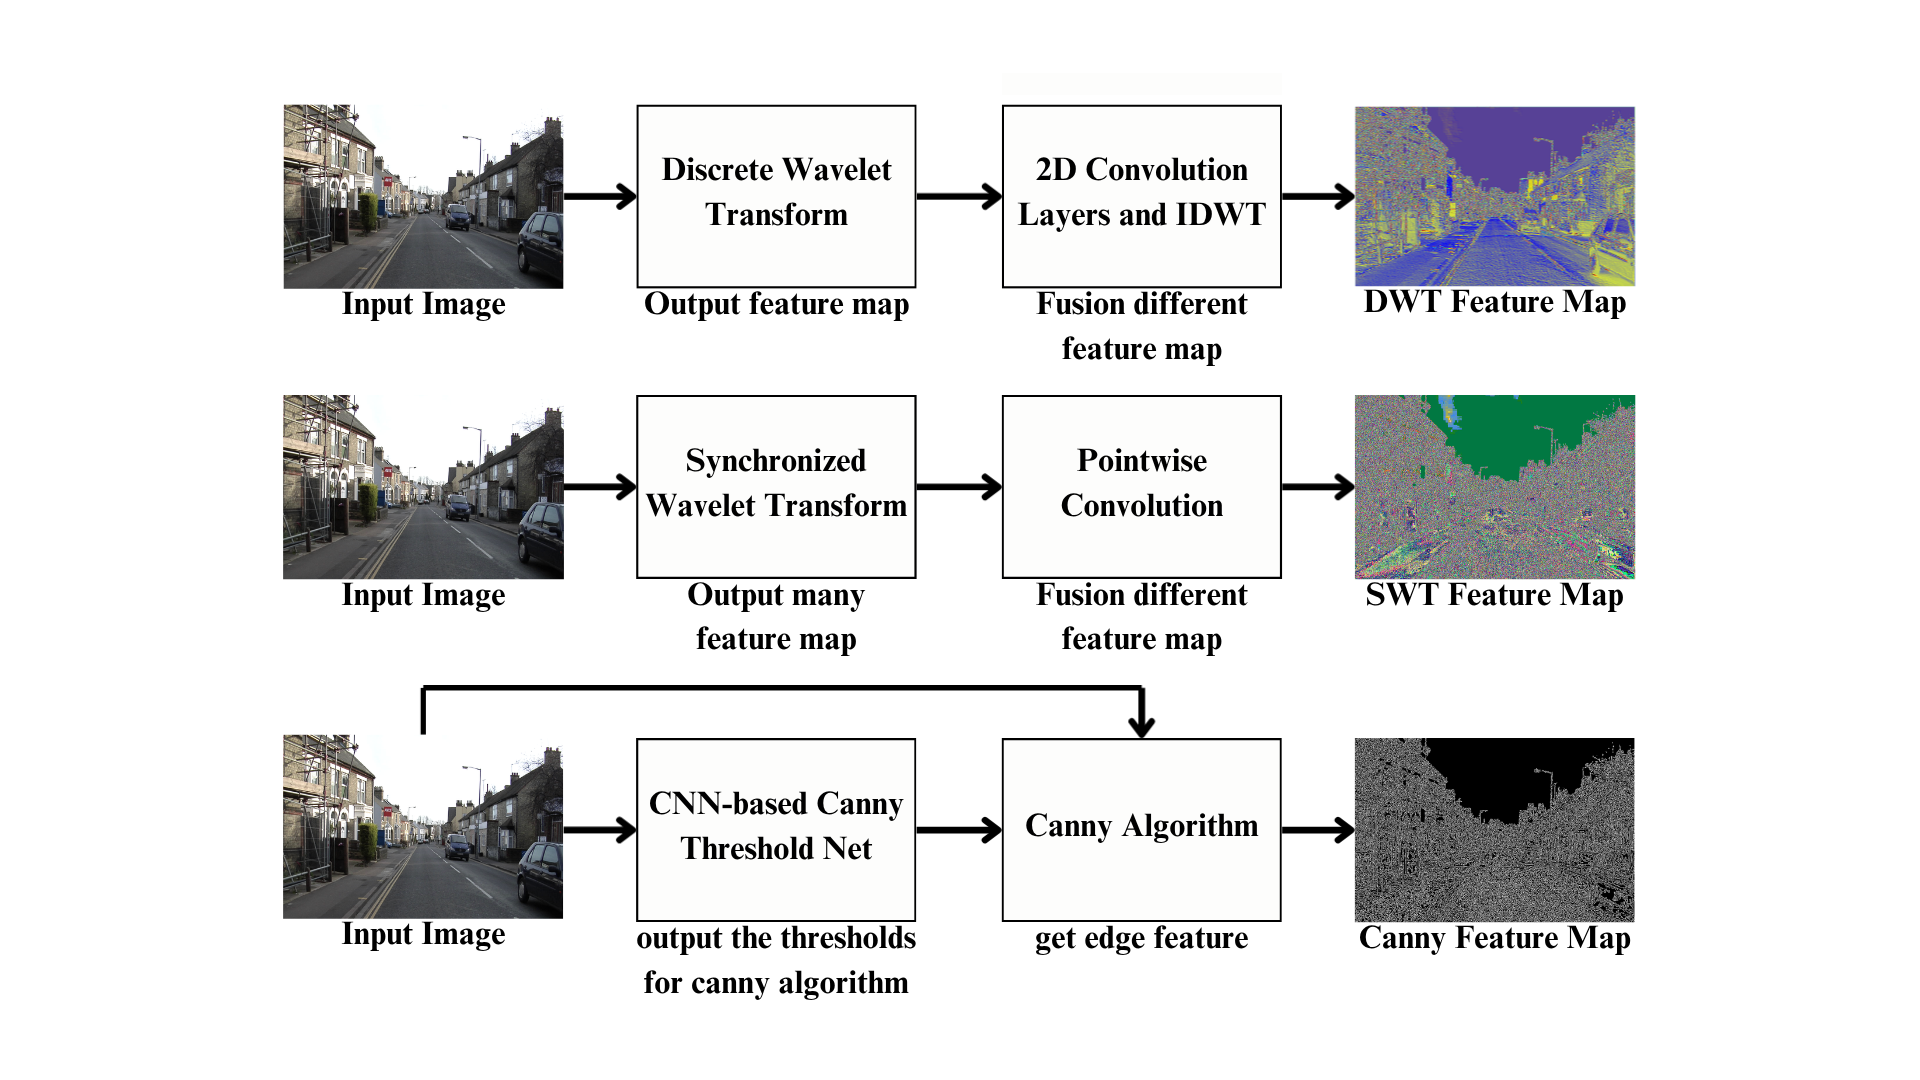 Discrete Wavelet
Transform
2D Convolution
Layers and IDWT
Input Image
Output feature map
Fusion different
feature map
DWT Feature Map
Synchronized
Wavelet Transform
Pointwise
Convolution
Input Image
Output many
feature map
Fusion different
feature map
SWT Feature Map
CNN-based Canny
Threshold Net
Canny Algorithm
Input Image
output the thresholds
for canny algorithm
get edge feature
Canny Feature Map